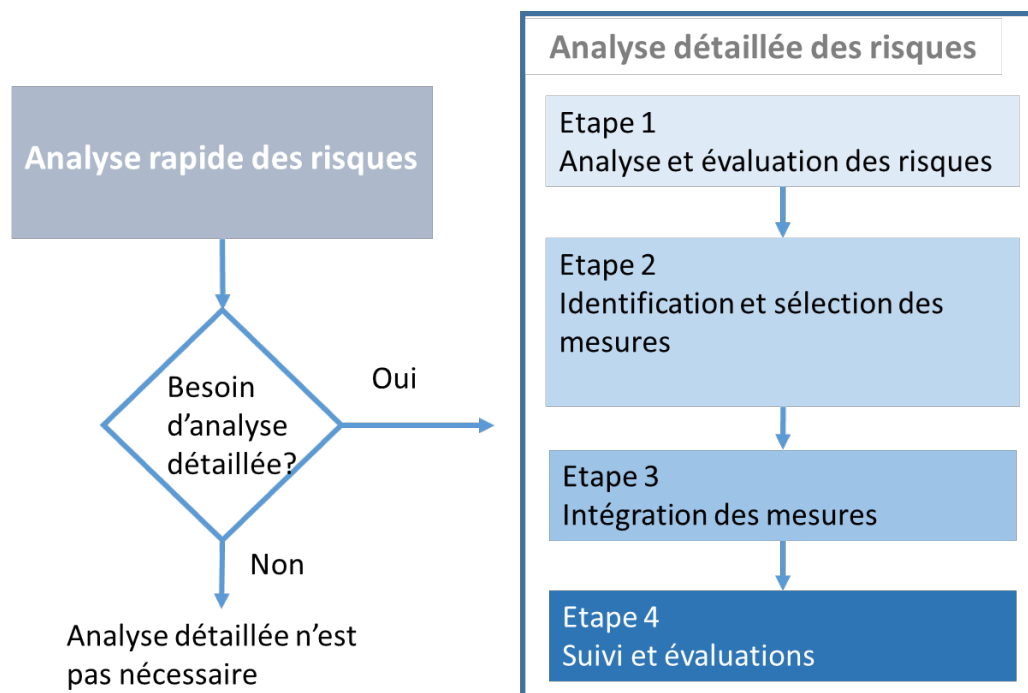 Analyse rapide des risques
Besoin
d’analyse
détaillée?
Oui
Non
Analyse détaillée n’est
pas nécessaire
Analyse détaillée des risques
Etape 1
Analyse et évaluation des risques
Etape 2
Identification et sélection des
mesures
Etape 3
Intégration des mesures
Etape 4
Suivi et évaluations